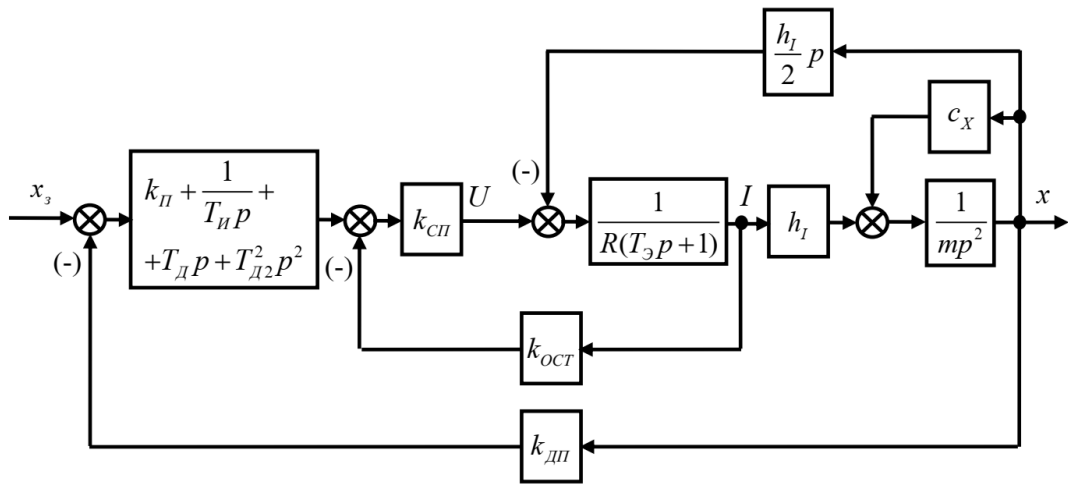 h_I/2 p
c_X
x_з
k_П + 1/(T_И p) +
+T_Д p + T_Д2^2 p^2
k_СП
U
1/(R(T_Э p + 1))
I
h_I
1/(mp^2)
x
(-)
(-)
(-)
k_ОСТ
k_ДП